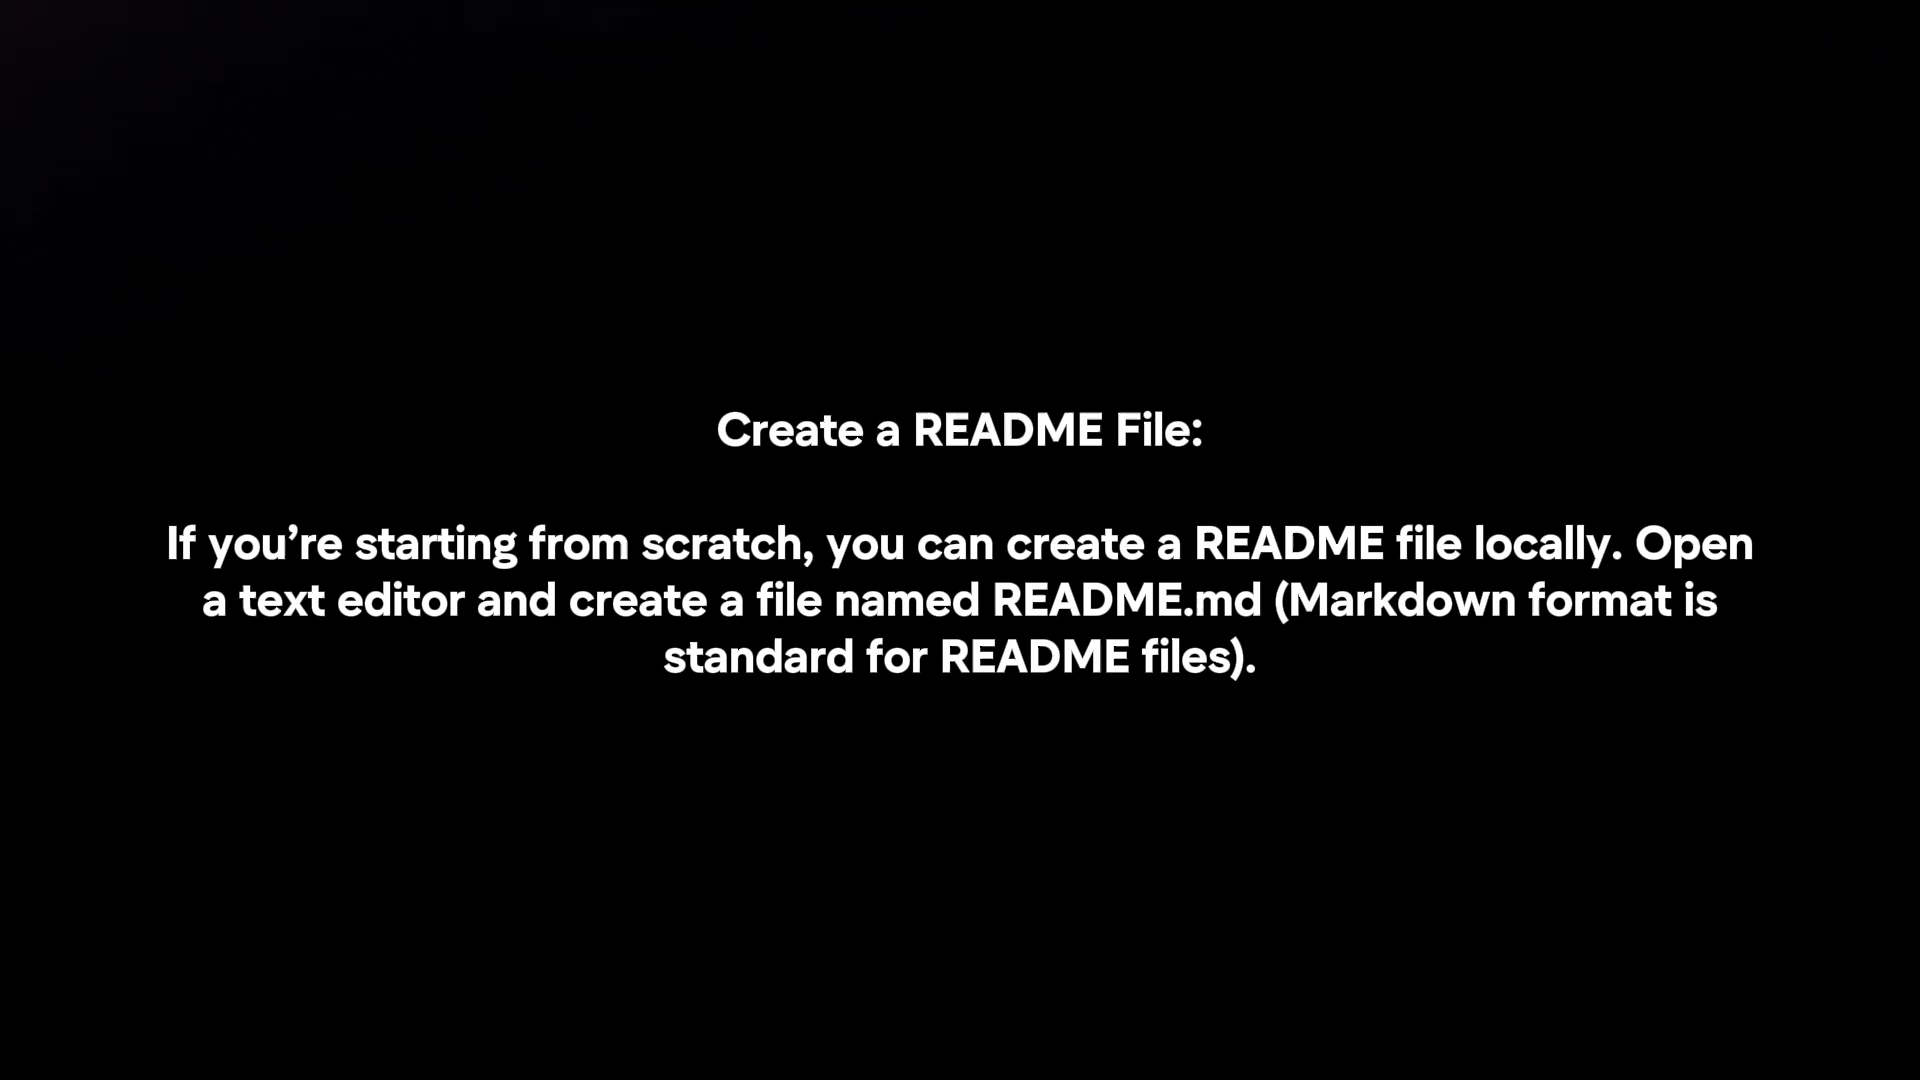 Create a README File:
If you’re starting from scratch, you can create a README file locally. Open
a text editor and create a file named README.md (Markdown format is
standard for README files).